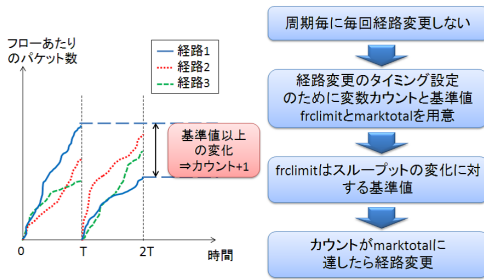 フローあたり
のパケット数
経路1
経路2
経路3
基準値以上
の変化
⇒カウント+1
0
T
2T
時間
周期毎に毎回経路変更しない
経路変更のタイミング設定
のために変数カウントと基準値
frclimitとmarktotalを用意
frclimitはスループットの変化に対
する基準値
カウントがmarktotalに
達したら経路変更